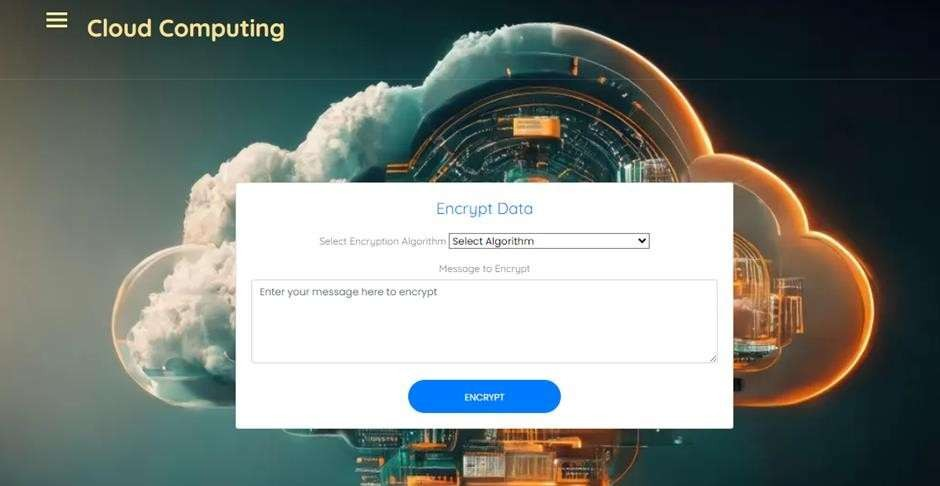 Cloud Computing
Encrypt Data
Select Encryption Algorithm Select Algorithm
Message to Encrypt
Enter your message here to encrypt
ENCRYPT